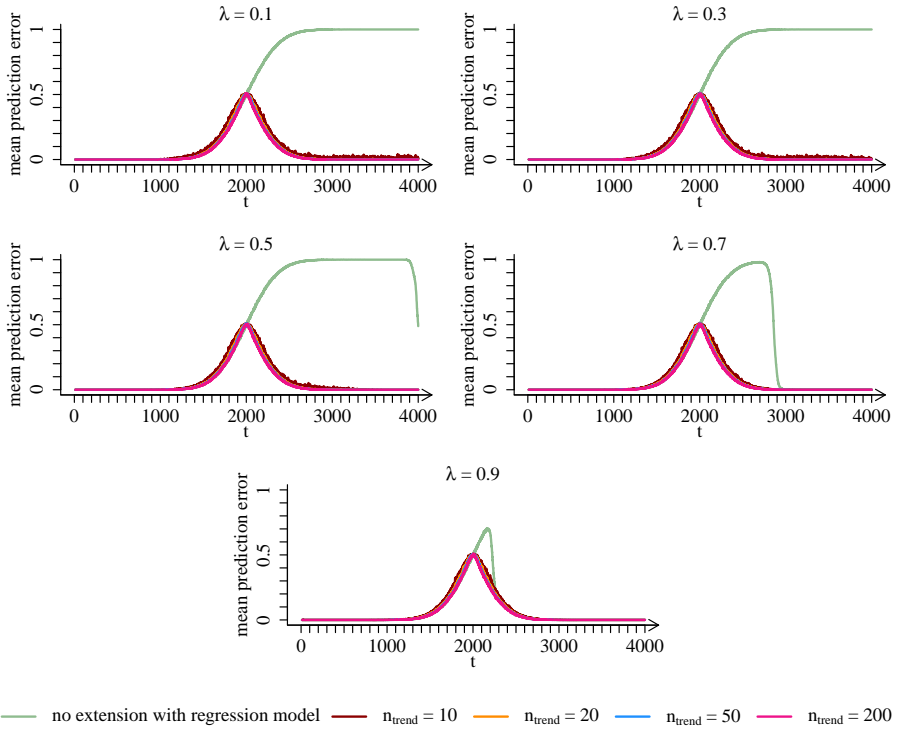 λ = 0.1
mean prediction error
0 0.5 1
0 1000 2000 3000 4000
t
λ = 0.3
mean prediction error
0 0.5 1
0 1000 2000 3000 4000
t
λ = 0.5
mean prediction error
0 0.5 1
0 1000 2000 3000 4000
t
λ = 0.7
mean prediction error
0 0.5 1
0 1000 2000 3000 4000
t
λ = 0.9
mean prediction error
0 0.5 1
0 1000 2000 3000 4000
t
no extension with regression model n_trend = 10 n_trend = 20 n_trend = 50 n_trend = 200